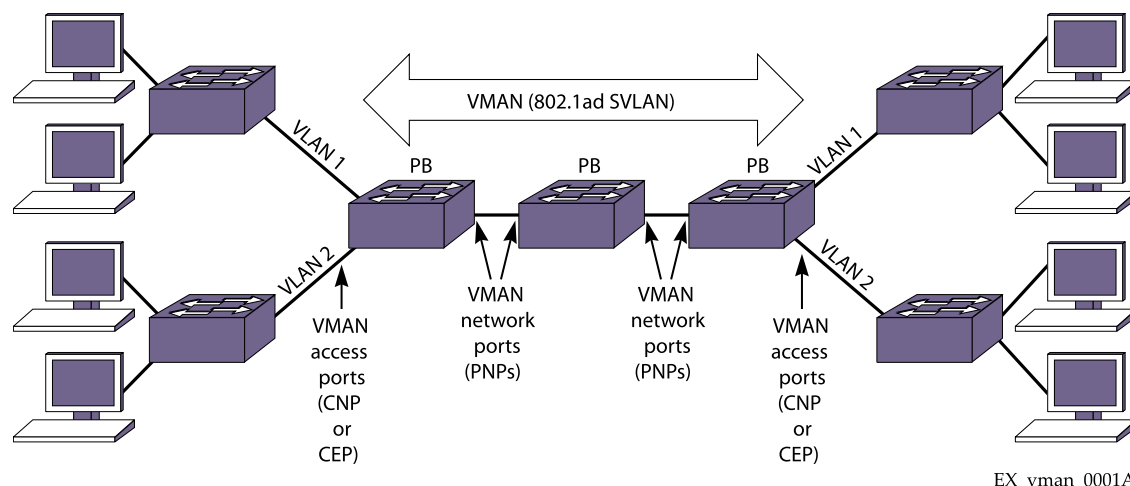 VMAN (802.1ad SVLAN)
VLAN 1
VLAN 1
PB
PB
PB
VLAN 2
VLAN 2
VMAN
access
ports
(CNP
or
CEP)
VMAN
network
ports
(PNPs)
VMAN
network
ports
(PNPs)
VMAN
access
ports
(CNP
or
CEP)
EX_vman_0001A